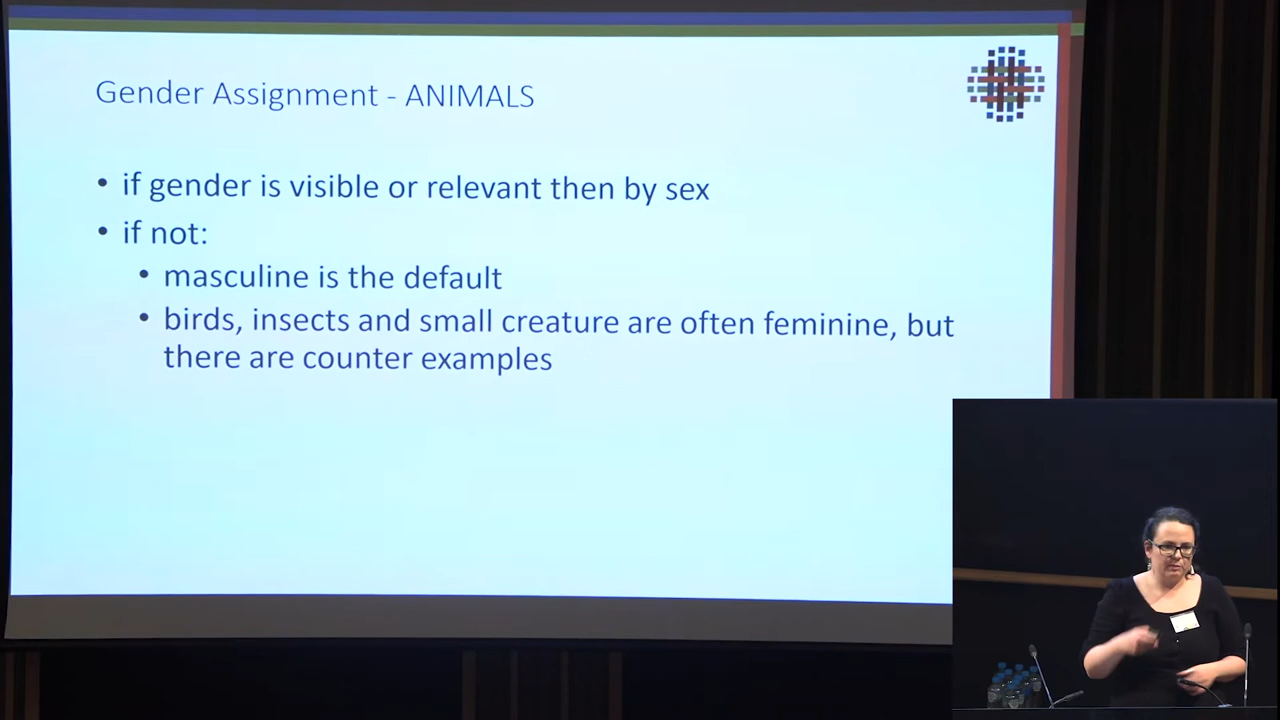 Gender Assignment - ANIMALS
• if gender is visible or relevant then by sex
• if not:
• masculine is the default
• birds, insects and small creature are often feminine, but
there are counter examples